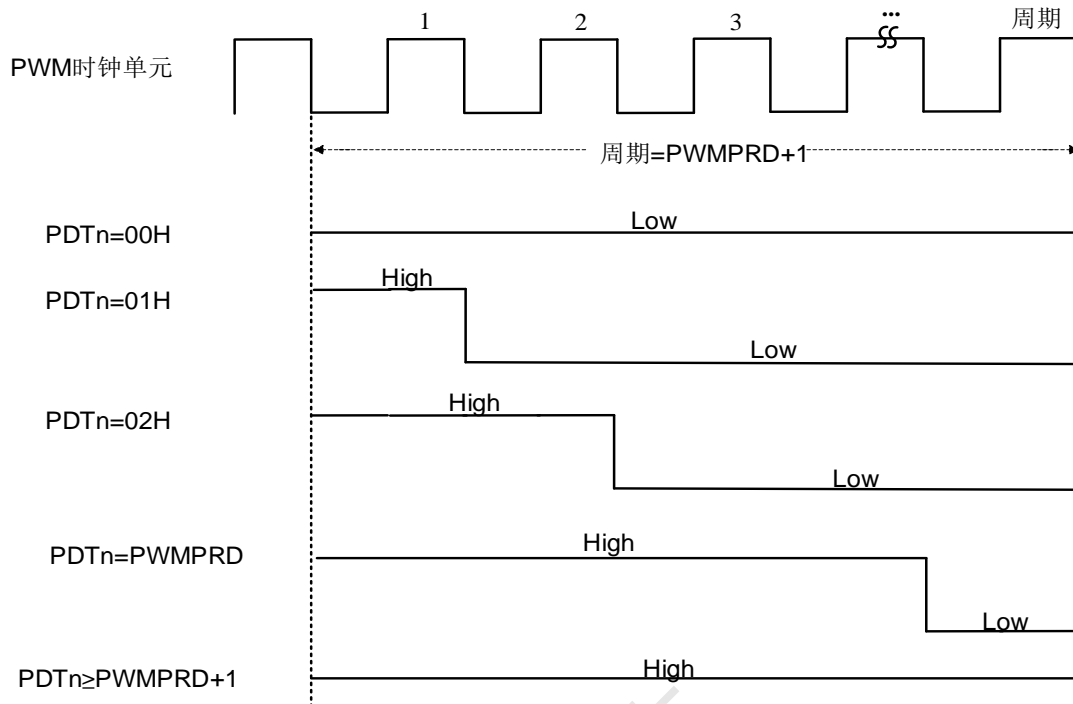 1 2 3 ... 周期
PWM时钟单元
周期=PWMPRD+1
PDTn=00H
Low
PDTn=01H
High
Low
PDTn=02H
High
Low
PDTn=PWMPRD
High
Low
PDTn≥PWMPRD+1
High